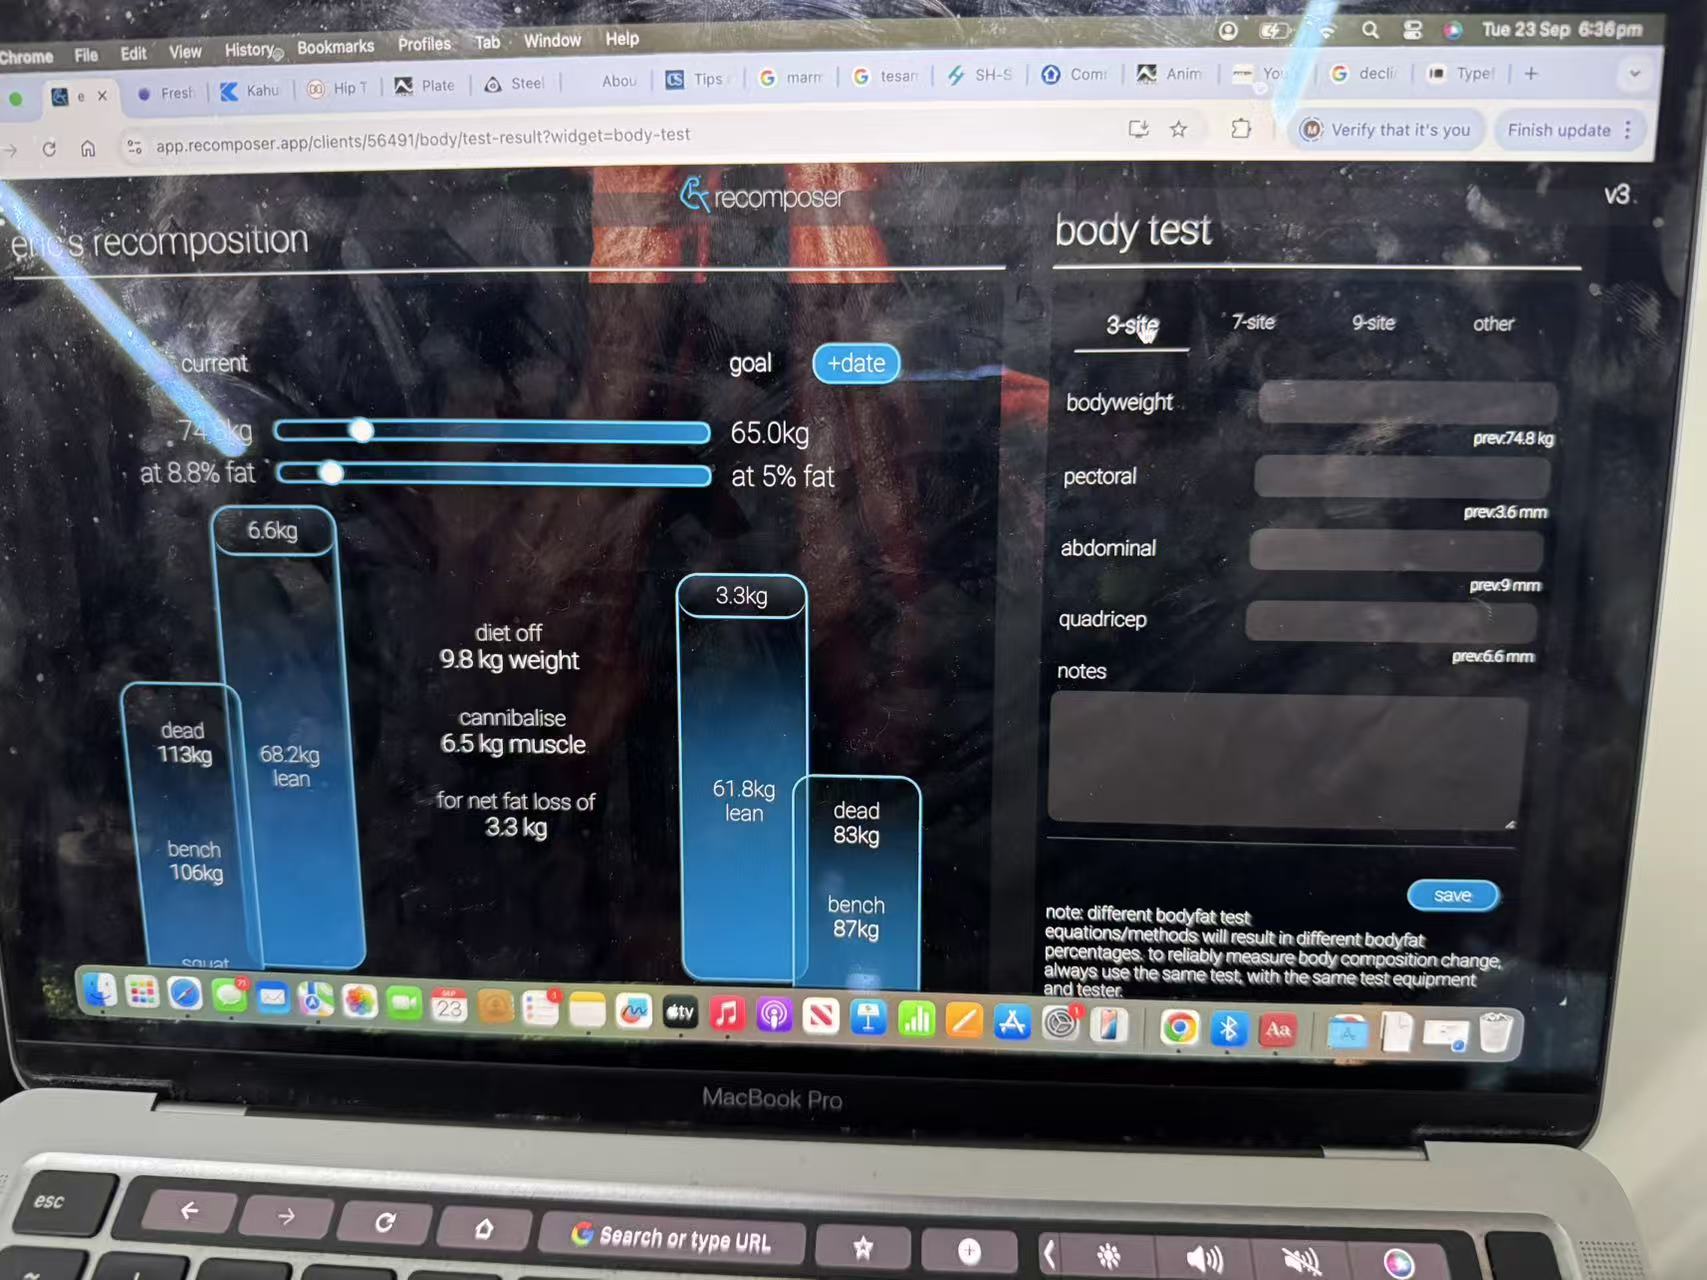 Chrome File Edit View History Bookmarks Profiles Tab Window Help Tue 23 Sep 6:36pm
e Fresh Kahu Hip T Plate Steel Abou Tips marm tesan SH-S Com Anim You decli Type
app.recomposer.app/clients/56491/body/test-result?widget=body-test Verify that it's you Finish update
recomposer
v3
eric's recomposition
current
goal
+date
74.8kg
65.0kg
at 8.8% fat
at 5% fat
6.6kg
dead
113kg
68.2kg
lean
bench
106kg
squat
diet off
9.8 kg weight
cannibalise
6.5 kg muscle
for net fat loss of
3.3 kg
3.3kg
61.8kg
lean
dead
83kg
bench
87kg
body test
3-site 7-site 9-site other
bodyweight
prev:74.8 kg
pectoral
prev:3.6 mm
abdominal
prev:9 mm
quadricep
prev:6.6 mm
notes
save
note: different bodyfat test
equations/methods will result in different bodyfat
percentages. to reliably measure body composition change,
always use the same test, with the same test equipment
and tester.
71
SEP
23
1
tv
1
Aa
MacBook Pro
esc
Search or type URL